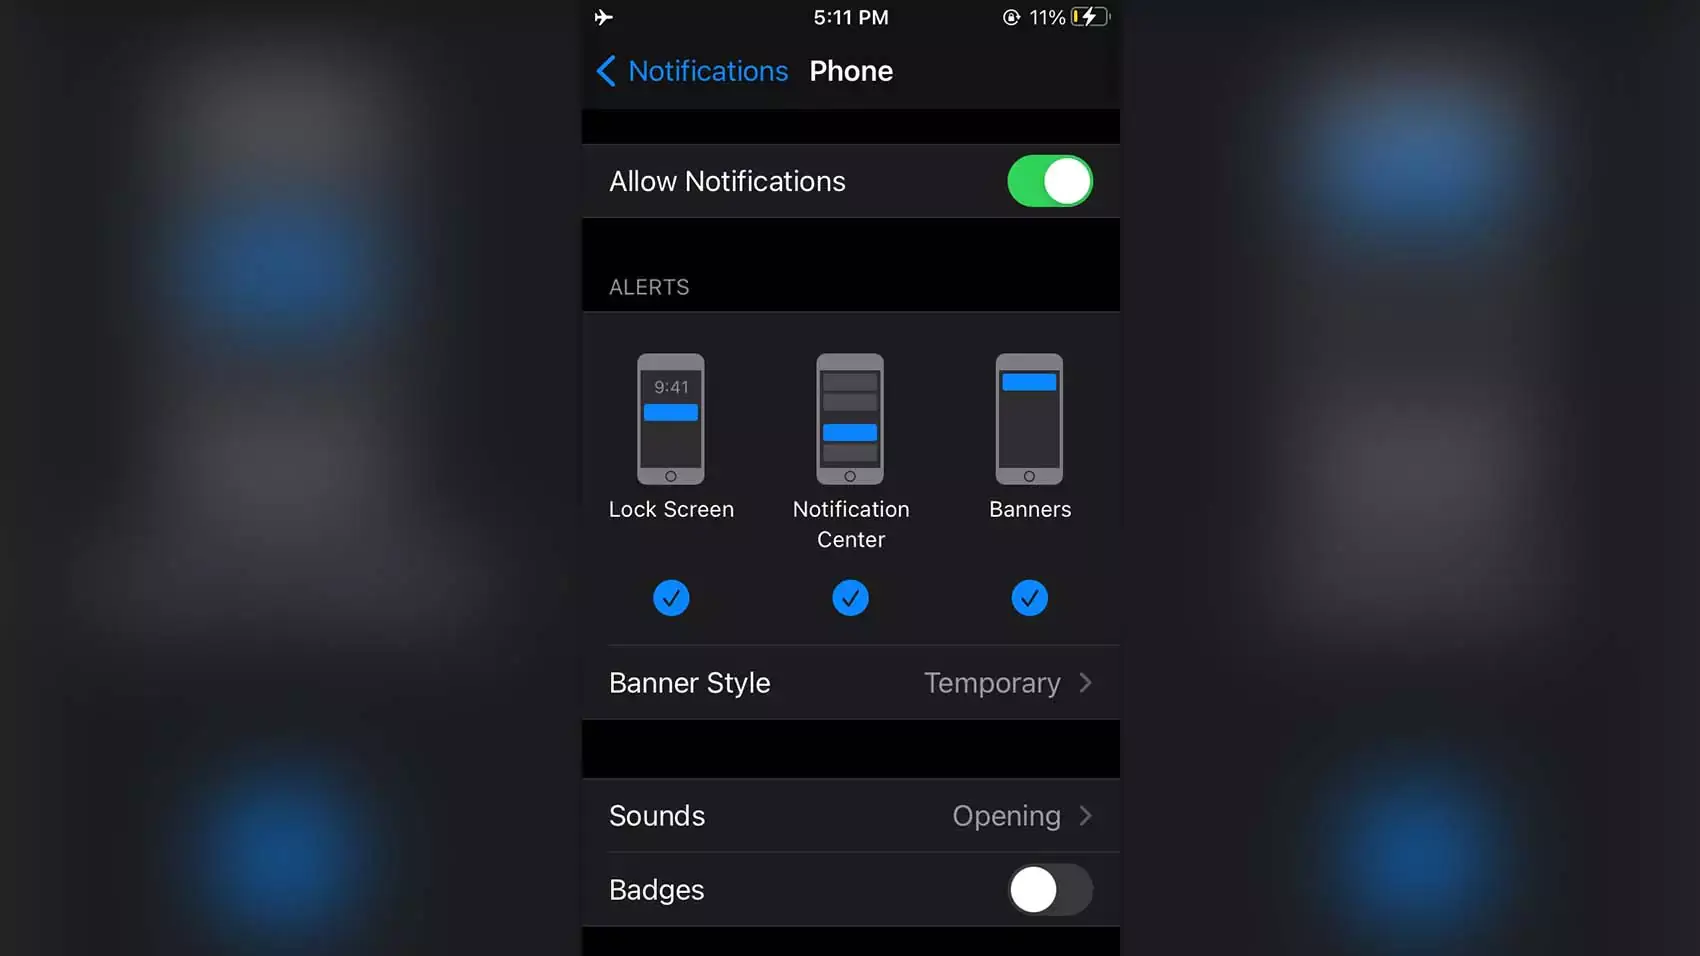 5:11 PM 11%
Notifications Phone
Allow Notifications
ALERTS
9:41
Lock Screen Notification Center Banners
Banner Style Temporary
Sounds Opening
Badges